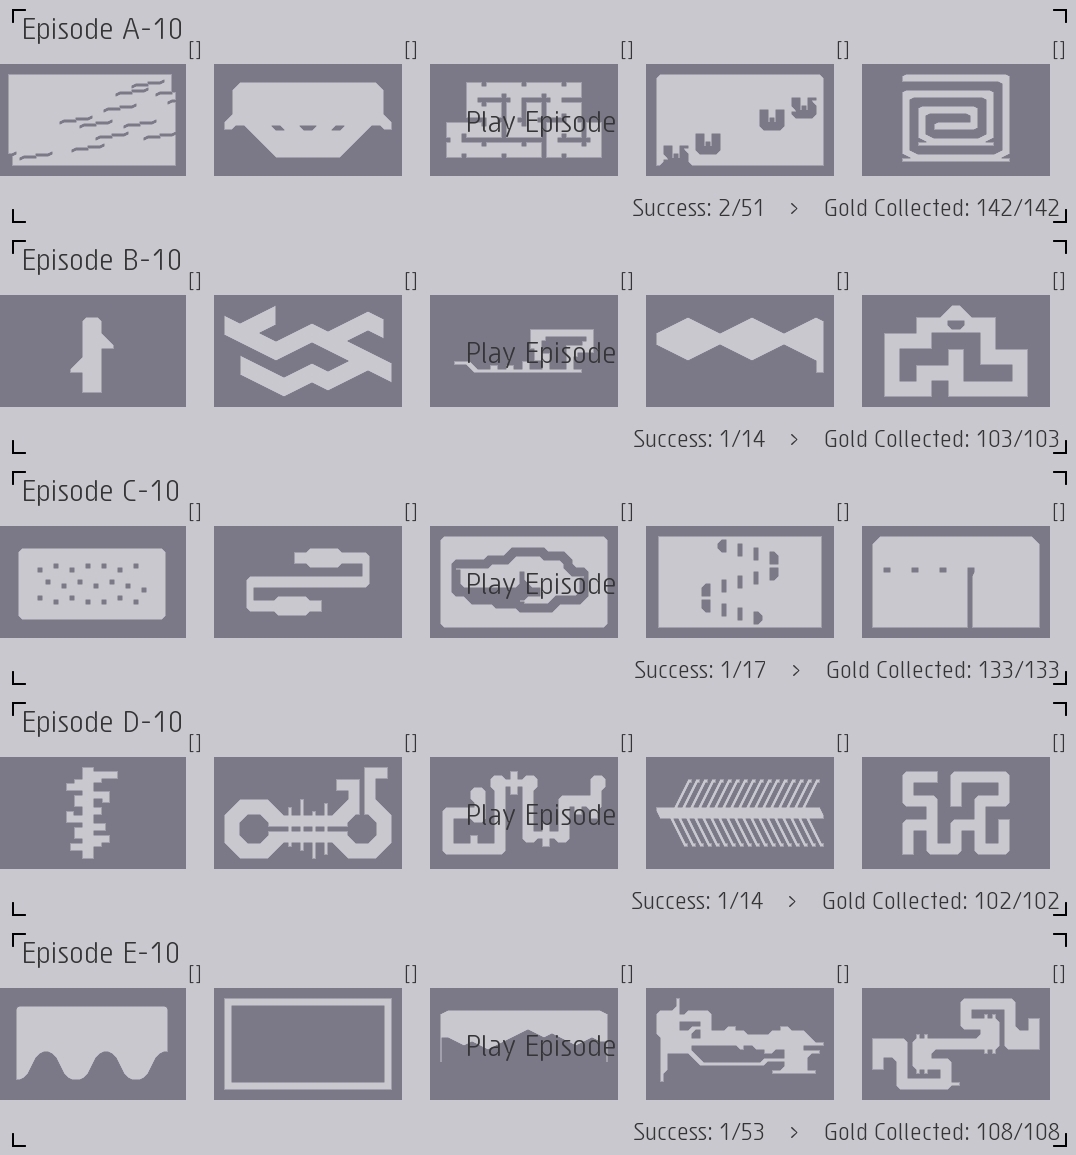 Episode A-10
[] [] [] [] []
Play Episode
Success: 2/51 > Gold Collected: 142/142
Episode B-10
[] [] [] [] []
Play Episode
Success: 1/14 > Gold Collected: 103/103
Episode C-10
[] [] [] [] []
Play Episode
Success: 1/17 > Gold Collected: 133/133
Episode D-10
[] [] [] [] []
Play Episode
Success: 1/14 > Gold Collected: 102/102
Episode E-10
[] [] [] [] []
Play Episode
Success: 1/53 > Gold Collected: 108/108